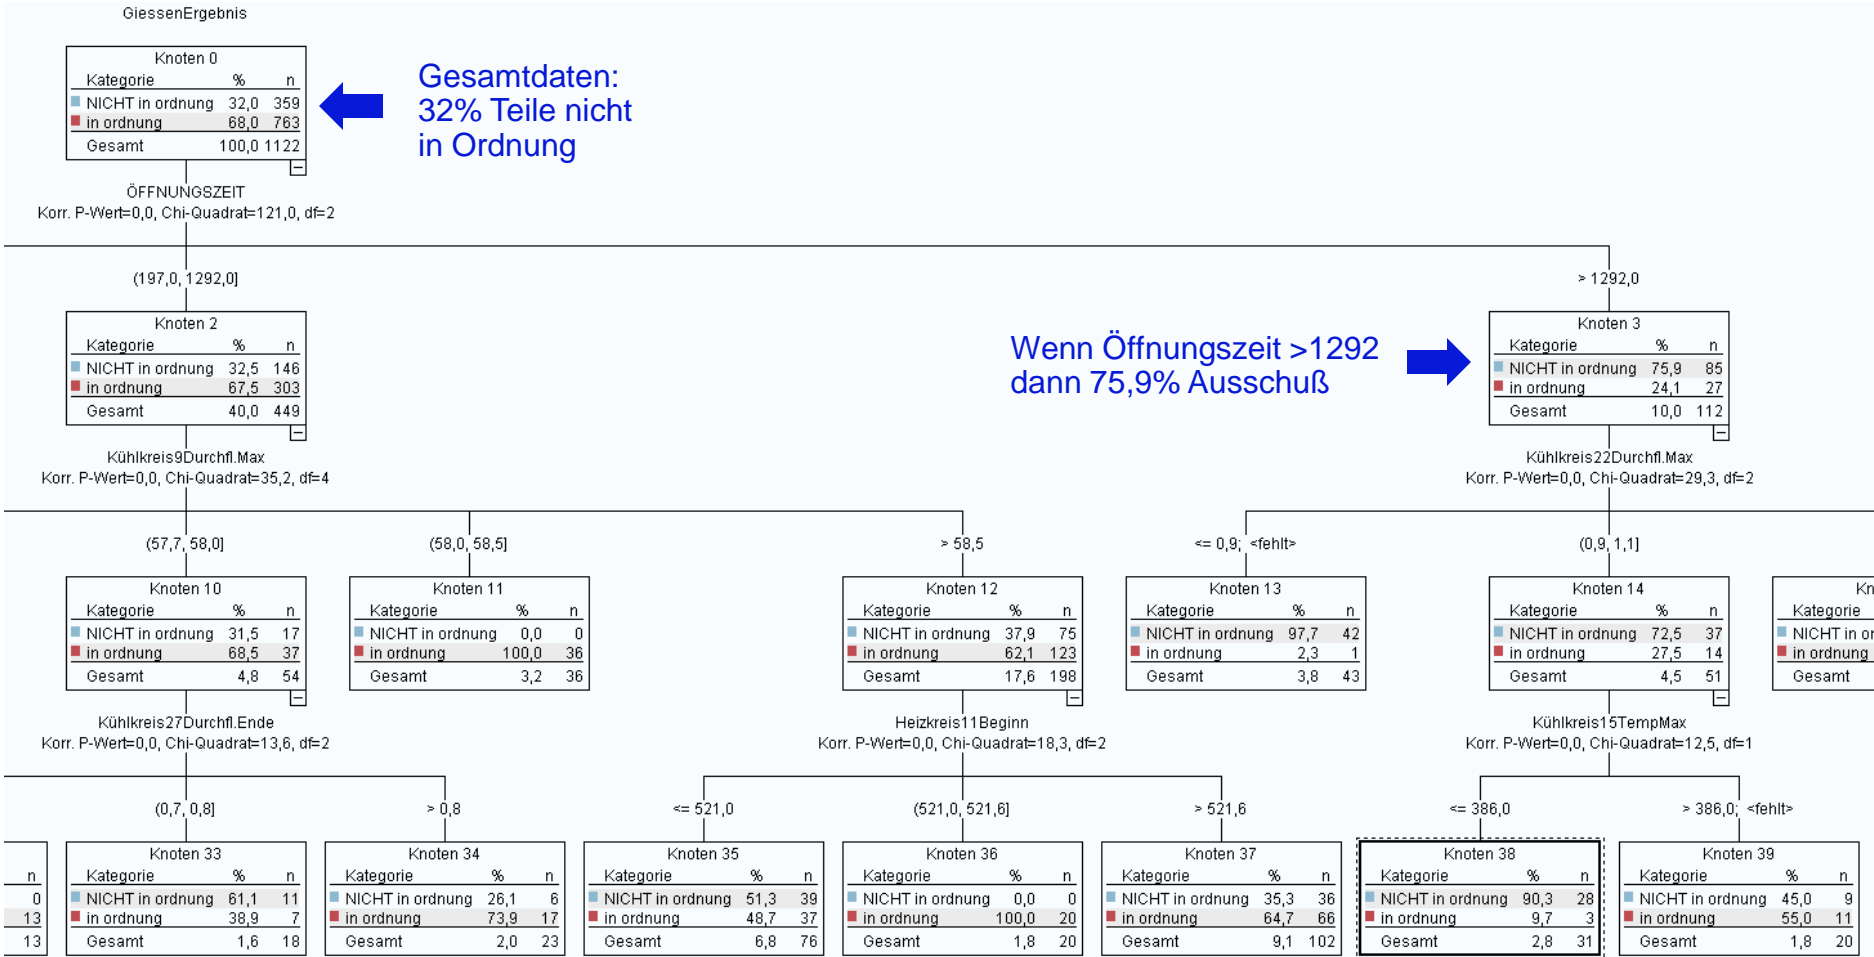 GiessenErgebnis
Knoten 0
Kategorie % n
NICHT in ordnung 32,0 359
in ordnung 68,0 763
Gesamt 100,0 1122
Gesamtdaten:
32% Teile nicht
in Ordnung
ÖFFNUNGSZEIT
Korr. P-Wert=0,0, Chi-Quadrat=121,0, df=2
(197,0, 1292,0]
> 1292,0
Knoten 2
Kategorie % n
NICHT in ordnung 32,5 146
in ordnung 67,5 303
Gesamt 40,0 449
Wenn Öffnungszeit >1292
dann 75,9% Ausschuß
Knoten 3
Kategorie % n
NICHT in ordnung 75,9 85
in ordnung 24,1 27
Gesamt 10,0 112
Kühlkreis9Durchfl.Max
Korr. P-Wert=0,0, Chi-Quadrat=35,2, df=4
Kühlkreis22Durchfl.Max
Korr. P-Wert=0,0, Chi-Quadrat=29,3, df=2
(57,7, 58,0]
(58,0, 58,5]
> 58,5
<= 0,9; <fehlt>
(0,9, 1,1]
Knoten 10
Kategorie % n
NICHT in ordnung 31,5 17
in ordnung 68,5 37
Gesamt 4,8 54
Knoten 11
Kategorie % n
NICHT in ordnung 0,0 0
in ordnung 100,0 36
Gesamt 3,2 36
Knoten 12
Kategorie % n
NICHT in ordnung 37,9 75
in ordnung 62,1 123
Gesamt 17,6 198
Knoten 13
Kategorie % n
NICHT in ordnung 97,7 42
in ordnung 2,3 1
Gesamt 3,8 43
Knoten 14
Kategorie % n
NICHT in ordnung 72,5 37
in ordnung 27,5 14
Gesamt 4,5 51
Kn
Kategorie
NICHT in or
in ordnung
Gesamt
Kühlkreis27Durchfl.Ende
Korr. P-Wert=0,0, Chi-Quadrat=13,6, df=2
Heizkreis11Beginn
Korr. P-Wert=0,0, Chi-Quadrat=18,3, df=2
Kühlkreis15TempMax
Korr. P-Wert=0,0, Chi-Quadrat=12,5, df=1
(0,7, 0,8]
> 0,8
<= 521,0
(521,0, 521,6]
> 521,6
<= 386,0
> 386,0; <fehlt>
n
0
13
13
Knoten 33
Kategorie % n
NICHT in ordnung 61,1 11
in ordnung 38,9 7
Gesamt 1,6 18
Knoten 34
Kategorie % n
NICHT in ordnung 26,1 6
in ordnung 73,9 17
Gesamt 2,0 23
Knoten 35
Kategorie % n
NICHT in ordnung 51,3 39
in ordnung 48,7 37
Gesamt 6,8 76
Knoten 36
Kategorie % n
NICHT in ordnung 0,0 0
in ordnung 100,0 20
Gesamt 1,8 20
Knoten 37
Kategorie % n
NICHT in ordnung 35,3 36
in ordnung 64,7 66
Gesamt 9,1 102
Knoten 38
Kategorie % n
NICHT in ordnung 90,3 28
in ordnung 9,7 3
Gesamt 2,8 31
Knoten 39
Kategorie % n
NICHT in ordnung 45,0 9
in ordnung 55,0 11
Gesamt 1,8 20